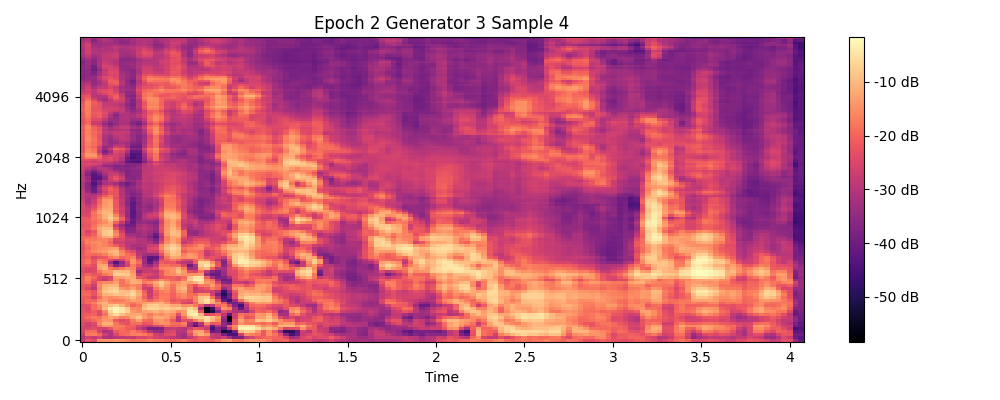 Epoch 2 Generator 3 Sample 4
Hz
4096
2048
1024
512
0
0 0.5 1 1.5 2 2.5 3 3.5 4
Time
-10 dB
-20 dB
-30 dB
-40 dB
-50 dB